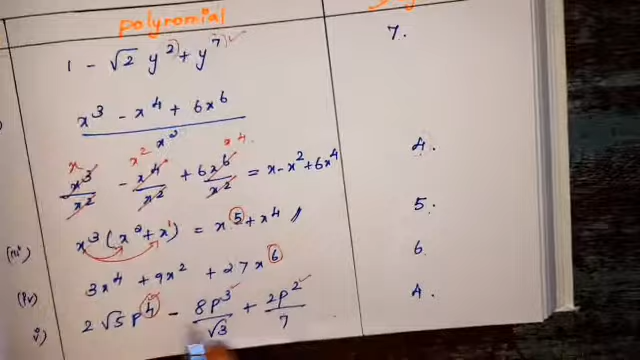 polynomial
1 - √2 y² + y⁷ 7.
x³ - x⁴ + 6x⁶
x²
x x² x⁴
x³/x² - x⁴/x² + 6x⁶/x² = x - x² + 6x⁴ 4.
(iii) x³ (x² + x¹) = x⁵ + x⁴ 5.
(iv) 3x⁴ + 9x² + 27x⁶ 6
v) 2√5 p⁴ - 8p³/√3 + 2p²/7 4.